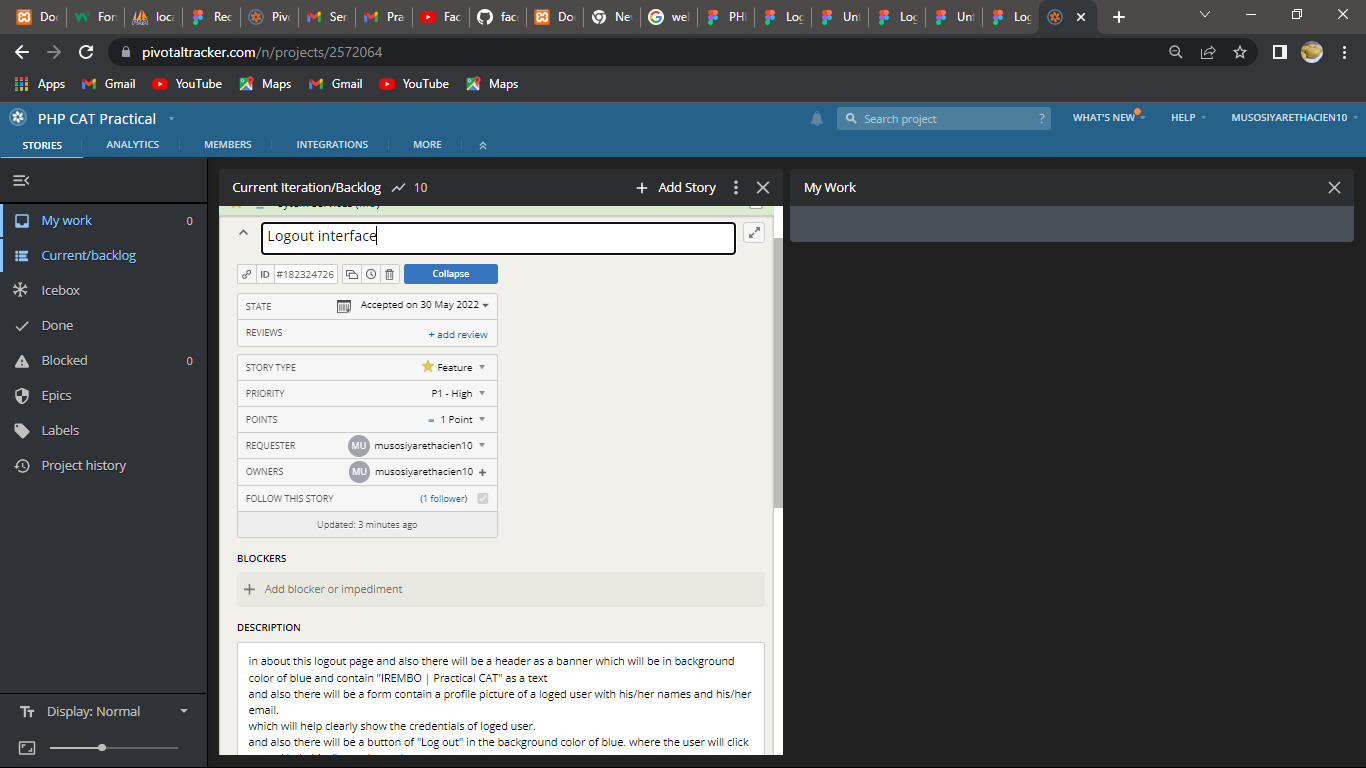 Doc
For
loca
Rec
Pivo
Ser
Pra
Fac
face
Doc
Nev
wel
PHI
Log
Unt
Log
Unt
Log
pivotaltracker.com/n/projects/2572064
Apps Gmail YouTube Maps Gmail YouTube Maps
PHP CAT Practical
Search project ?
WHAT'S NEW HELP MUSOSIYARETHACIEN10
STORIES ANALYTICS MEMBERS INTEGRATIONS MORE
My work 0
Current/backlog
Icebox
Done
Blocked 0
Epics
Labels
Project history
Display: Normal
Current Iteration/Backlog 10 + Add Story
Logout interface
ID #182324726 Collapse
STATE Accepted on 30 May 2022
REVIEWS + add review
STORY TYPE Feature
PRIORITY P1 - High
POINTS 1 Point
REQUESTER MU musosiyarethacien10
OWNERS MU musosiyarethacien10 +
FOLLOW THIS STORY (1 follower)
Updated: 3 minutes ago
BLOCKERS
+ Add blocker or impediment
DESCRIPTION
in about this logout page and also there will be a header as a banner which will be in background
color of blue and contain "IREMBO | Practical CAT" as a text
and also there will be a form contain a profile picture of a loged user with his/her names and his/her
email.
which will help clearly show the credentials of loged user.
and also there will be a button of "Log out" in the background color of blue. where the user will click
My Work